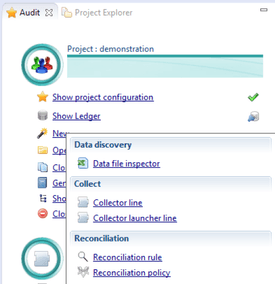 Audit Project Explorer
Project : demonstration
Show project configuration
Show Ledger
New
Ope
Clo
Ger
Sho
Clo
Data discovery
Data file inspector
Collect
Collector line
Collector launcher line
Reconciliation
Reconciliation rule
Reconciliation policy